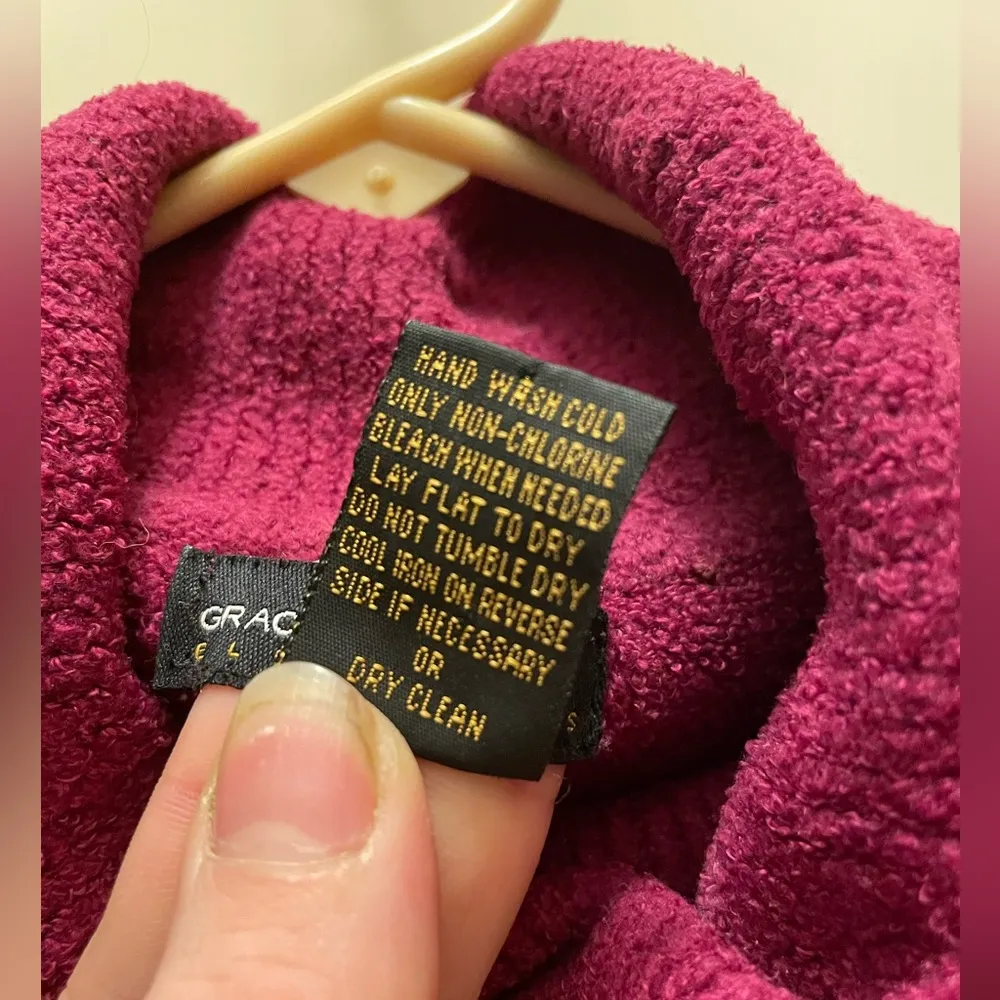 HAND WASH COLD
ONLY NON-CHLORINE
BLEACH WHEN NEEDED
LAY FLAT TO DRY
DO NOT TUMBLE DRY
COOL IRON ON REVERSE
SIDE IF NECESSARY
OR
DRY CLEAN
GRAC
E L
S